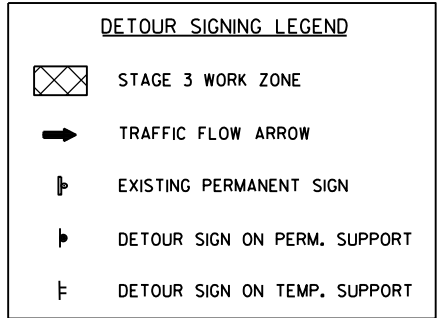 DETOUR SIGNING LEGEND
STAGE 3 WORK ZONE
TRAFFIC FLOW ARROW
EXISTING PERMANENT SIGN
DETOUR SIGN ON PERM. SUPPORT
DETOUR SIGN ON TEMP. SUPPORT